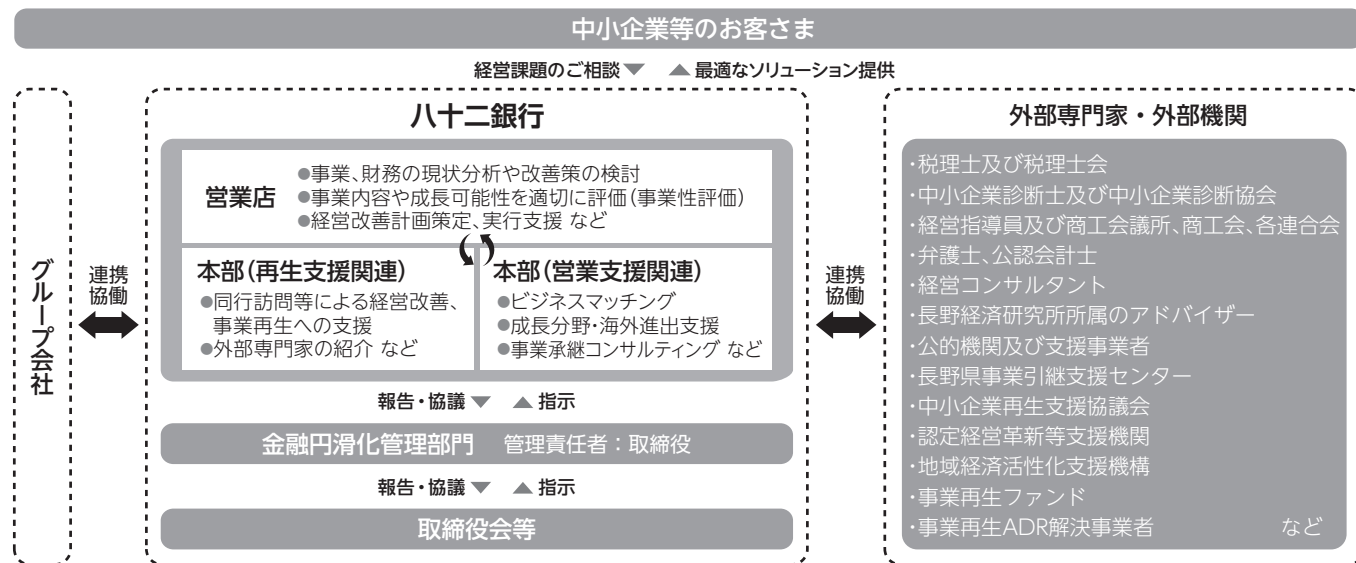 中小企業等のお客さま
経営課題のご相談▼ ▲最適なソリューション提供
グループ会社
連携
協働
八十二銀行
営業店
●事業、財務の現状分析や改善策の検討
●事業内容や成長可能性を適切に評価(事業性評価)
●経営改善計画策定、実行支援 など
本部(再生支援関連)
●同行訪問等による経営改善、
事業再生への支援
●外部専門家の紹介 など
本部(営業支援関連)
●ビジネスマッチング
●成長分野・海外進出支援
●事業承継コンサルティング など
報告・協議▼ ▲指示
金融円滑化管理部門 管理責任者:取締役
報告・協議▼ ▲指示
取締役会等
連携
協働
外部専門家・外部機関
・税理士及び税理士会
・中小企業診断士及び中小企業診断協会
・経営指導員及び商工会議所、商工会、各連合会
・弁護士、公認会計士
・経営コンサルタント
・長野経済研究所所属のアドバイザー
・公的機関及び支援事業者
・長野県事業引継支援センター
・中小企業再生支援協議会
・認定経営革新等支援機関
・地域経済活性化支援機構
・事業再生ファンド
・事業再生ADR解決事業者 など